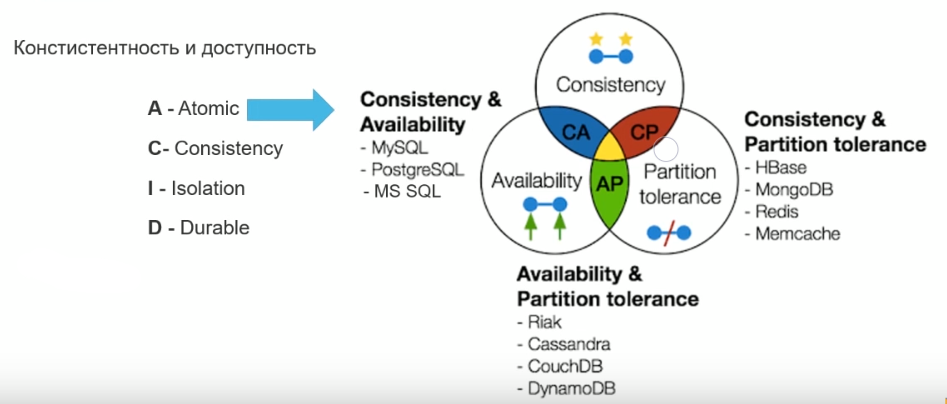 Констистентность и доступность
A - Atomic
C- Consistency
I - Isolation
D - Durable
Consistency &
Availability
- MySQL
- PostgreSQL
- MS SQL
Consistency
CA
CP
Availability
AP
Partition
tolerance
Consistency &
Partition tolerance
- HBase
- MongoDB
- Redis
- Memcache
Availability &
Partition tolerance
- Riak
- Cassandra
- CouchDB
- DynamoDB